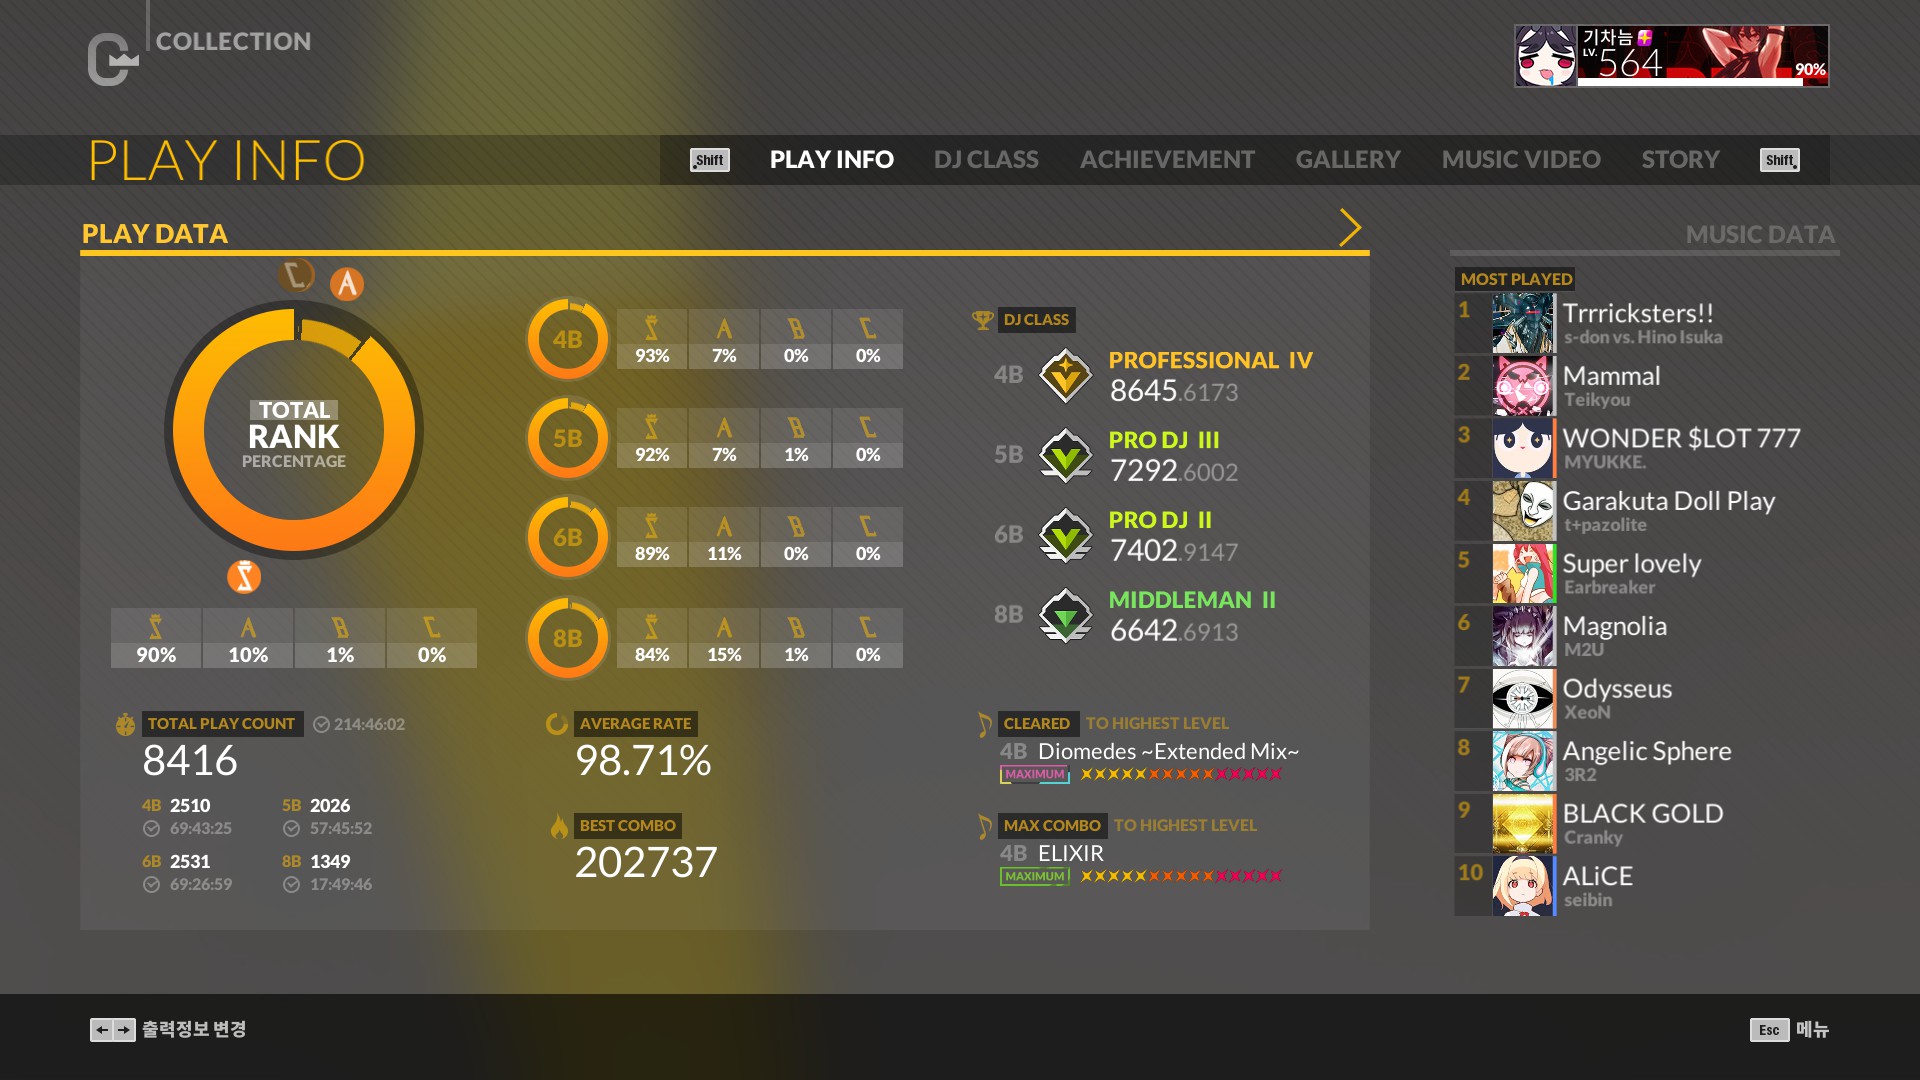 COLLECTION
기차늠
LV. 564
90%
PLAY INFO
Shift PLAY INFO DJ CLASS ACHIEVEMENT GALLERY MUSIC VIDEO STORY Shift
PLAY DATA
MUSIC DATA
C A
TOTAL
RANK
PERCENTAGE
S
S A B C
90% 10% 1% 0%
4B
S A B C
93% 7% 0% 0%
5B
S A B C
92% 7% 1% 0%
6B
S A B C
89% 11% 0% 0%
8B
S A B C
84% 15% 1% 0%
DJ CLASS
4B PROFESSIONAL IV
8645.6173
5B PRO DJ III
7292.6002
6B PRO DJ II
7402.9147
8B MIDDLEMAN II
6642.6913
TOTAL PLAY COUNT 214:46:02
8416
4B 2510 5B 2026
69:43:25 57:45:52
6B 2531 8B 1349
69:26:59 17:49:46
AVERAGE RATE
98.71%
BEST COMBO
202737
CLEARED TO HIGHEST LEVEL
4B Diomedes ~Extended Mix~
MAXIMUM
MAX COMBO TO HIGHEST LEVEL
4B ELIXIR
MAXIMUM
MOST PLAYED
1 Trrricksters!!
s-don vs. Hino Isuka
2 Mammal
Teikyou
3 WONDER $LOT 777
MYUKKE.
4 Garakuta Doll Play
t+pazolite
5 Super lovely
Earbreaker
6 Magnolia
M2U
7 Odysseus
XeoN
8 Angelic Sphere
3R2
9 BLACK GOLD
Cranky
10 ALiCE
seibin
출력정보 변경
Esc 메뉴